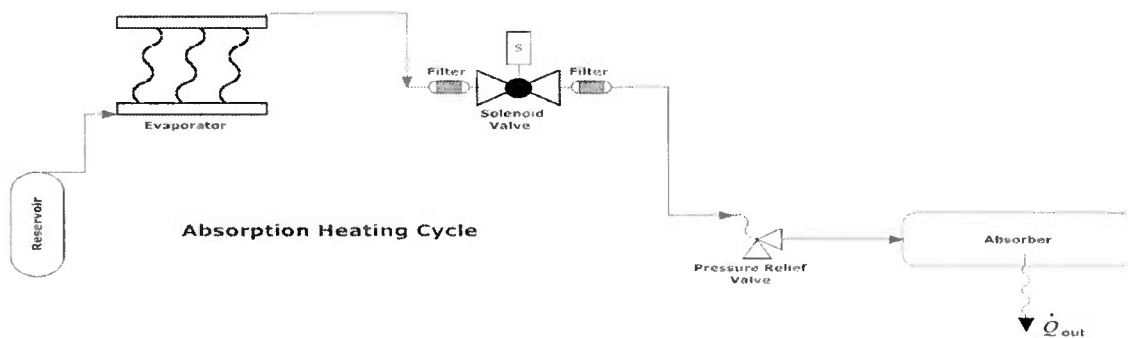 S
Filter
Filter
Solenoid
Valve
Evaporator
Reservoir
Absorption Heating Cycle
Absorber
Pressure Relief
Valve
Q̇ out